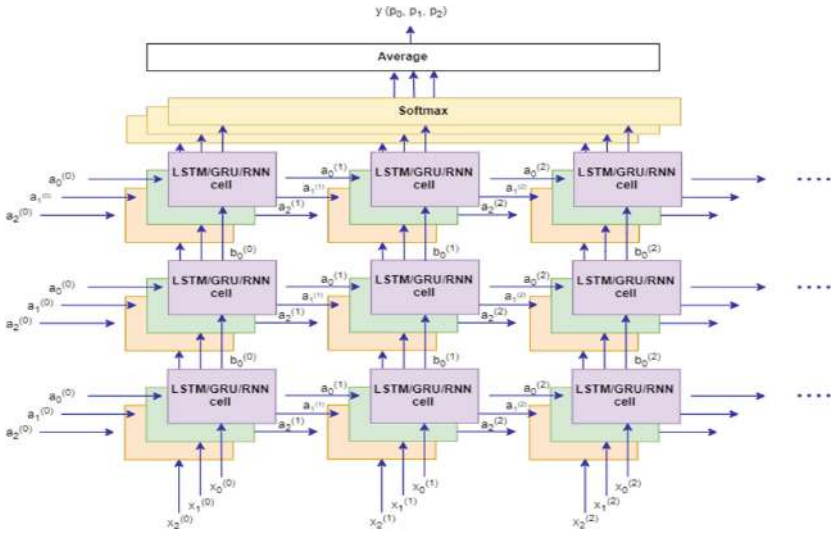 y (p₀, p₁, p₂)
Average
Softmax
LSTM/GRU/RNN cell LSTM/GRU/RNN cell LSTM/GRU/RNN cell
a₀⁽⁰⁾ a₀⁽¹⁾ a₀⁽²⁾
a₁⁽⁰⁾ a₁⁽¹⁾ a₁⁽²⁾
a₂⁽⁰⁾ a₂⁽¹⁾ a₂⁽²⁾
b₀⁽⁰⁾ b₀⁽¹⁾ b₀⁽²⁾
LSTM/GRU/RNN cell LSTM/GRU/RNN cell LSTM/GRU/RNN cell
a₀⁽⁰⁾ a₀⁽¹⁾ a₀⁽²⁾
a₁⁽⁰⁾ a₁⁽¹⁾ a₁⁽²⁾
a₂⁽⁰⁾ a₂⁽¹⁾ a₂⁽²⁾
b₀⁽⁰⁾ b₀⁽¹⁾ b₀⁽²⁾
LSTM/GRU/RNN cell LSTM/GRU/RNN cell LSTM/GRU/RNN cell
a₀⁽⁰⁾ a₀⁽¹⁾ a₀⁽²⁾
a₁⁽⁰⁾ a₁⁽¹⁾ a₁⁽²⁾
a₂⁽⁰⁾ a₂⁽¹⁾ a₂⁽²⁾
x₀⁽⁰⁾ x₀⁽¹⁾ x₀⁽²⁾
x₁⁽⁰⁾ x₁⁽¹⁾ x₁⁽²⁾
x₂⁽⁰⁾ x₂⁽¹⁾ x₂⁽²⁾